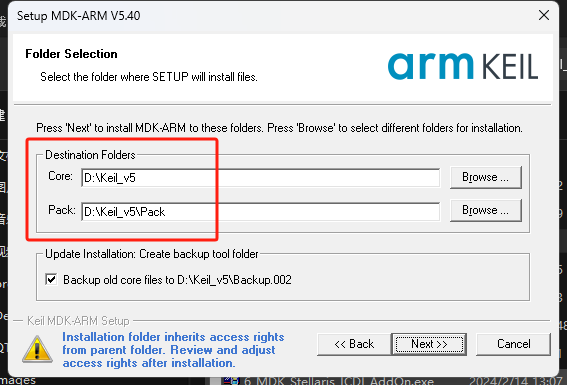 Setup MDK-ARM V5.40
Folder Selection
Select the folder where SETUP will install files.
arm KEIL
Press 'Next' to install MDK-ARM to these folders. Press 'Browse' to select different folders for installation.
Destination Folders
Core: D:\Keil_v5 Browse ...
Pack: D:\Keil_v5\Pack Browse ...
Update Installation: Create backup tool folder
Backup old core files to D:\Keil_v5\Backup.002
Keil MDK-ARM Setup
Installation folder inherits access rights
from parent folder. Review and adjust
access rights after installation.
<< Back Next >> Cancel
6 MDK Stellaris ICDI AddOn.exe 2024/2/14 13:07
mages